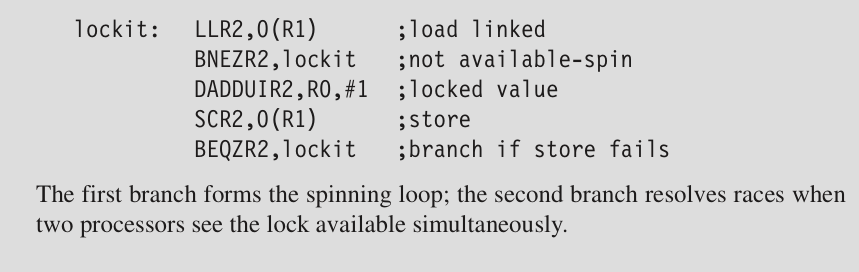 lockit: LLR2,0(R1) ;load linked
BNEZR2,lockit ;not available-spin
DADDUIR2,R0,#1 ;locked value
SCR2,0(R1) ;store
BEQZR2,lockit ;branch if store fails
The first branch forms the spinning loop; the second branch resolves races when
two processors see the lock available simultaneously.